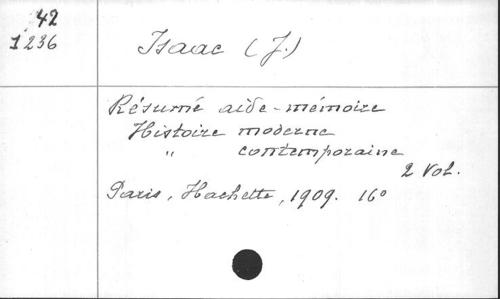 42
1236
Isaac (J.)
Résumé aide-mémoire
Histoire moderne
" contemporaine
2 Vol.
Paris, Hachette, 1909. 16°